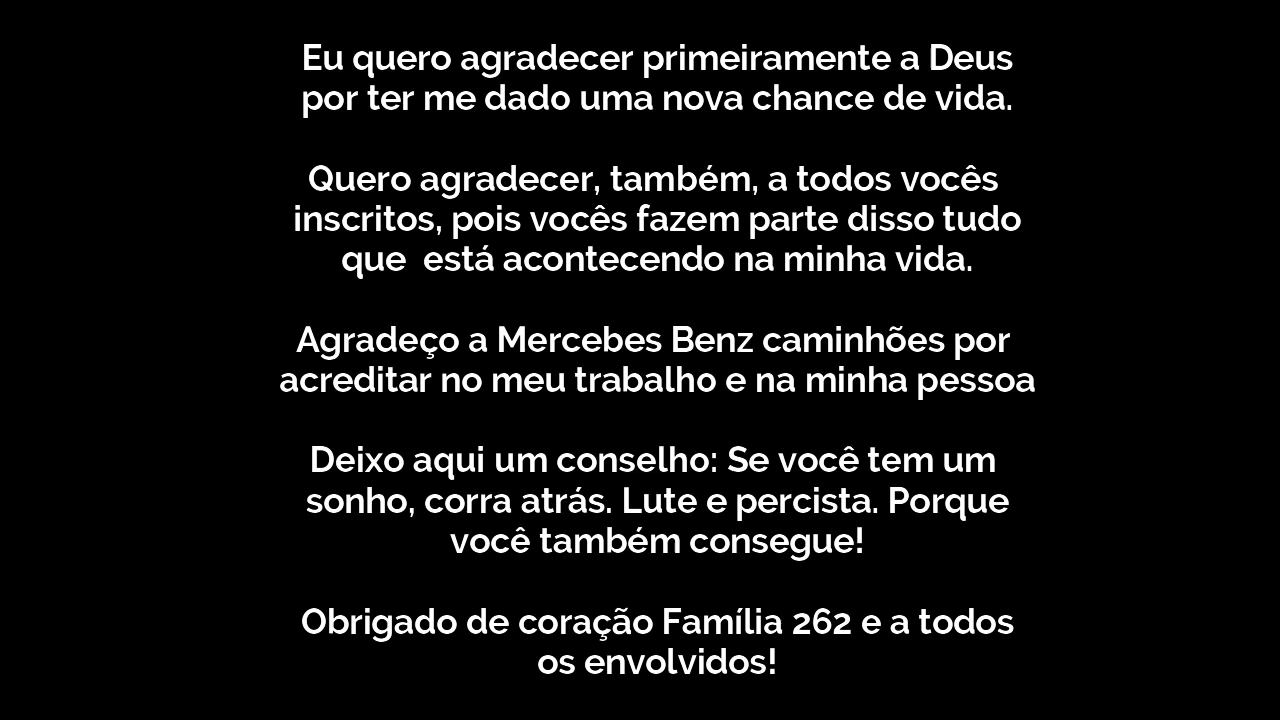 Eu quero agradecer primeiramente a Deus
por ter me dado uma nova chance de vida.
Quero agradecer, também, a todos vocês
inscritos, pois vocês fazem parte disso tudo
que  está acontecendo na minha vida.
Agradeço a Mercebes Benz caminhões por
acreditar no meu trabalho e na minha pessoa
Deixo aqui um conselho: Se você tem um
sonho, corra atrás. Lute e percista. Porque
você também consegue!
Obrigado de coração Família 262 e a todos
os envolvidos!